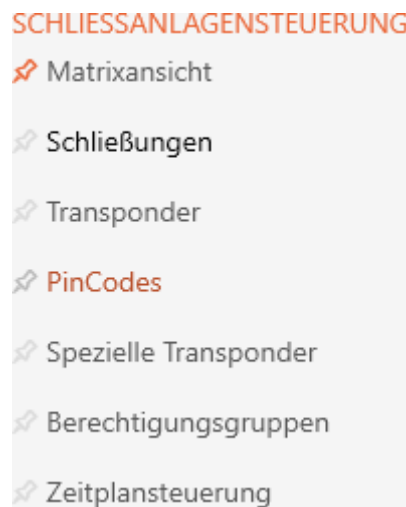 SCHLIESSANLAGENSTEUERUNG
Matrixansicht
Schließungen
Transponder
PinCodes
Spezielle Transponder
Berechtigungsgruppen
Zeitplansteuerung